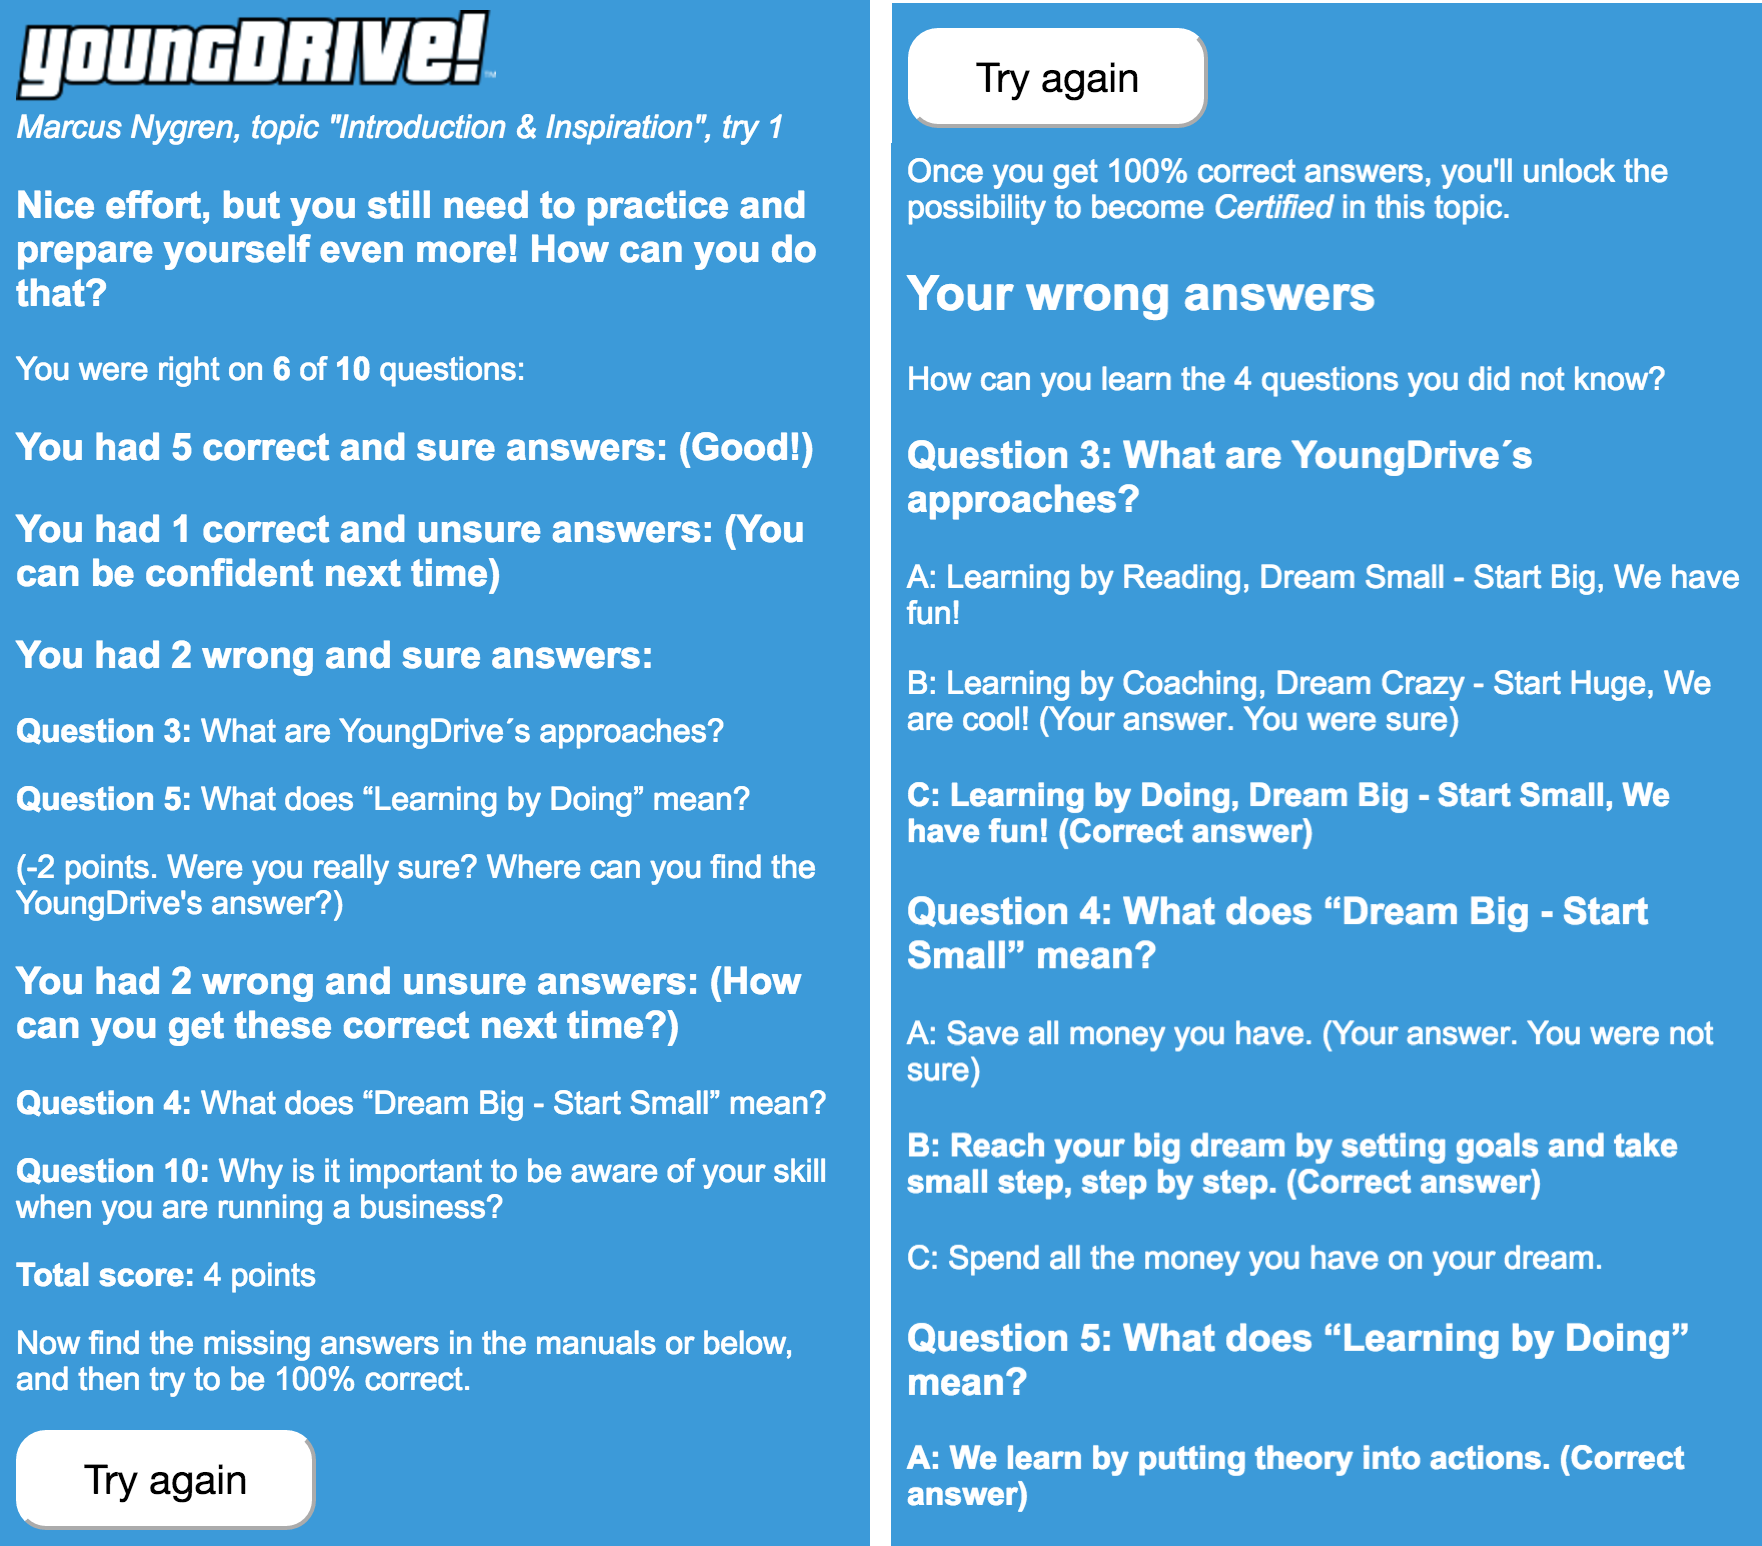 youngDRIVE!™
Marcus Nygren, topic "Introduction & Inspiration", try 1
Nice effort, but you still need to practice and
prepare yourself even more! How can you do
that?
You were right on 6 of 10 questions:
You had 5 correct and sure answers: (Good!)
You had 1 correct and unsure answers: (You
can be confident next time)
You had 2 wrong and sure answers:
Question 3: What are YoungDrive´s approaches?
Question 5: What does “Learning by Doing” mean?
(-2 points. Were you really sure? Where can you find the
YoungDrive's answer?)
You had 2 wrong and unsure answers: (How
can you get these correct next time?)
Question 4: What does “Dream Big - Start Small” mean?
Question 10: Why is it important to be aware of your skill
when you are running a business?
Total score: 4 points
Now find the missing answers in the manuals or below,
and then try to be 100% correct.
Try again
Try again
Once you get 100% correct answers, you'll unlock the
possibility to become Certified in this topic.
Your wrong answers
How can you learn the 4 questions you did not know?
Question 3: What are YoungDrive´s
approaches?
A: Learning by Reading, Dream Small - Start Big, We have
fun!
B: Learning by Coaching, Dream Crazy - Start Huge, We
are cool! (Your answer. You were sure)
C: Learning by Doing, Dream Big - Start Small, We
have fun! (Correct answer)
Question 4: What does “Dream Big - Start
Small” mean?
A: Save all money you have. (Your answer. You were not
sure)
B: Reach your big dream by setting goals and take
small step, step by step. (Correct answer)
C: Spend all the money you have on your dream.
Question 5: What does “Learning by Doing”
mean?
A: We learn by putting theory into actions. (Correct
answer)